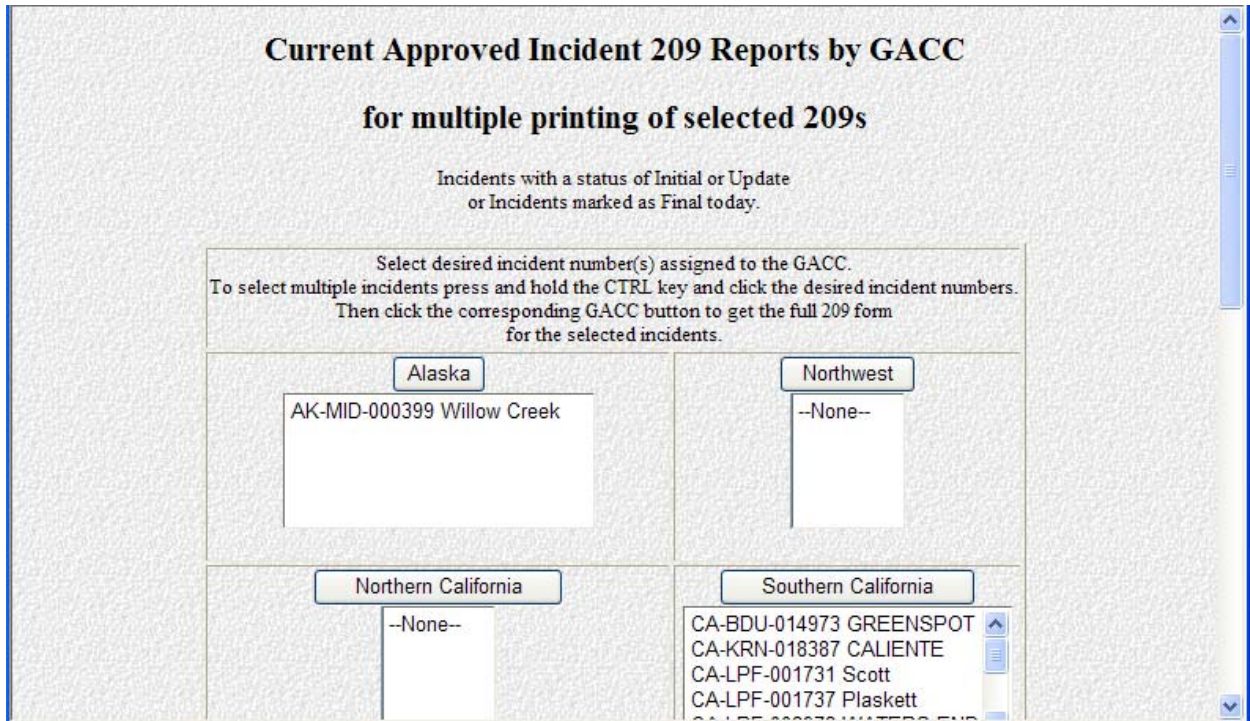 Current Approved Incident 209 Reports by GACC
for multiple printing of selected 209s
Incidents with a status of Initial or Update
or Incidents marked as Final today.
Select desired incident number(s) assigned to the GACC.
To select multiple incidents press and hold the CTRL key and click the desired incident numbers.
Then click the corresponding GACC button to get the full 209 form
for the selected incidents.
Alaska
AK-MID-000399 Willow Creek
Northwest
--None--
Northern California
--None--
Southern California
CA-BDU-014973 GREENSPOT
CA-KRN-018387 CALIENTE
CA-LPF-001731 Scott
CA-LPF-001737 Plaskett